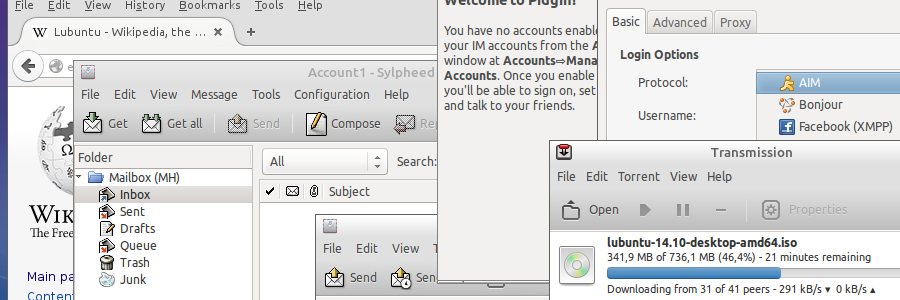 File Edit View History Bookmarks Tools Help
Lubuntu - Wikipedia, the ...
The Free
Main pa
Conten
Account1 - Sylpheed
File Edit View Message Tools Configuration Help
Get Get all Send Compose Rep
Folder
Mailbox (MH)
Inbox
Sent
Drafts
Queue
Trash
Junk
All Search:
Subject
File Edit View T
Send Sen
Welcome to Pidgin!
You have no accounts enable
your IM accounts from the A
window at Accounts⇨Mana
Accounts. Once you enable
you'll be able to sign on, set
and talk to your friends.
Basic Advanced Proxy
Login Options
Protocol: AIM
Bonjour
Username:
Facebook (XMPP)
Transmission
File Edit Torrent View Help
Open Properties
lubuntu-14.10-desktop-amd64.iso
341,9 MB of 736,1 MB (46,4%) - 21 minutes remaining
Downloading from 31 of 41 peers - 291 kB/s ▾ 0 kB/s ▴